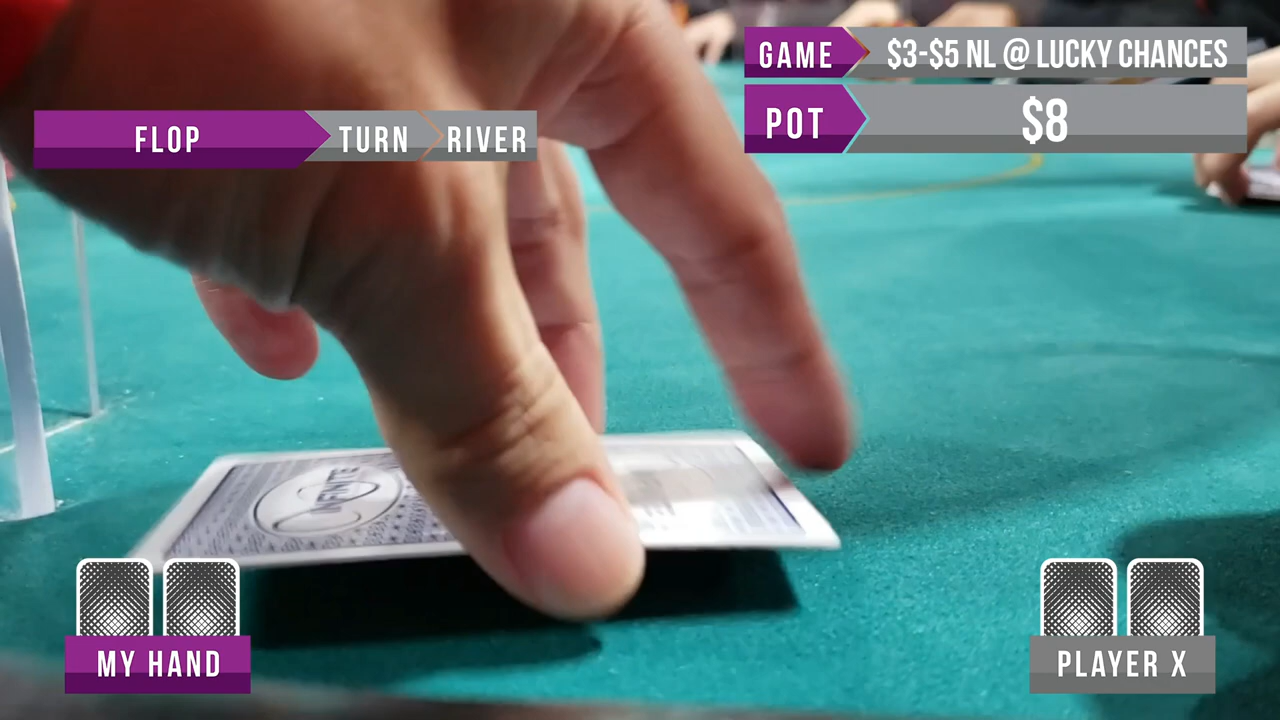 GAME
$3-$5 NL @ LUCKY CHANCES
POT
$8
FLOP
TURN
RIVER
INFINITE
MY HAND
PLAYER X